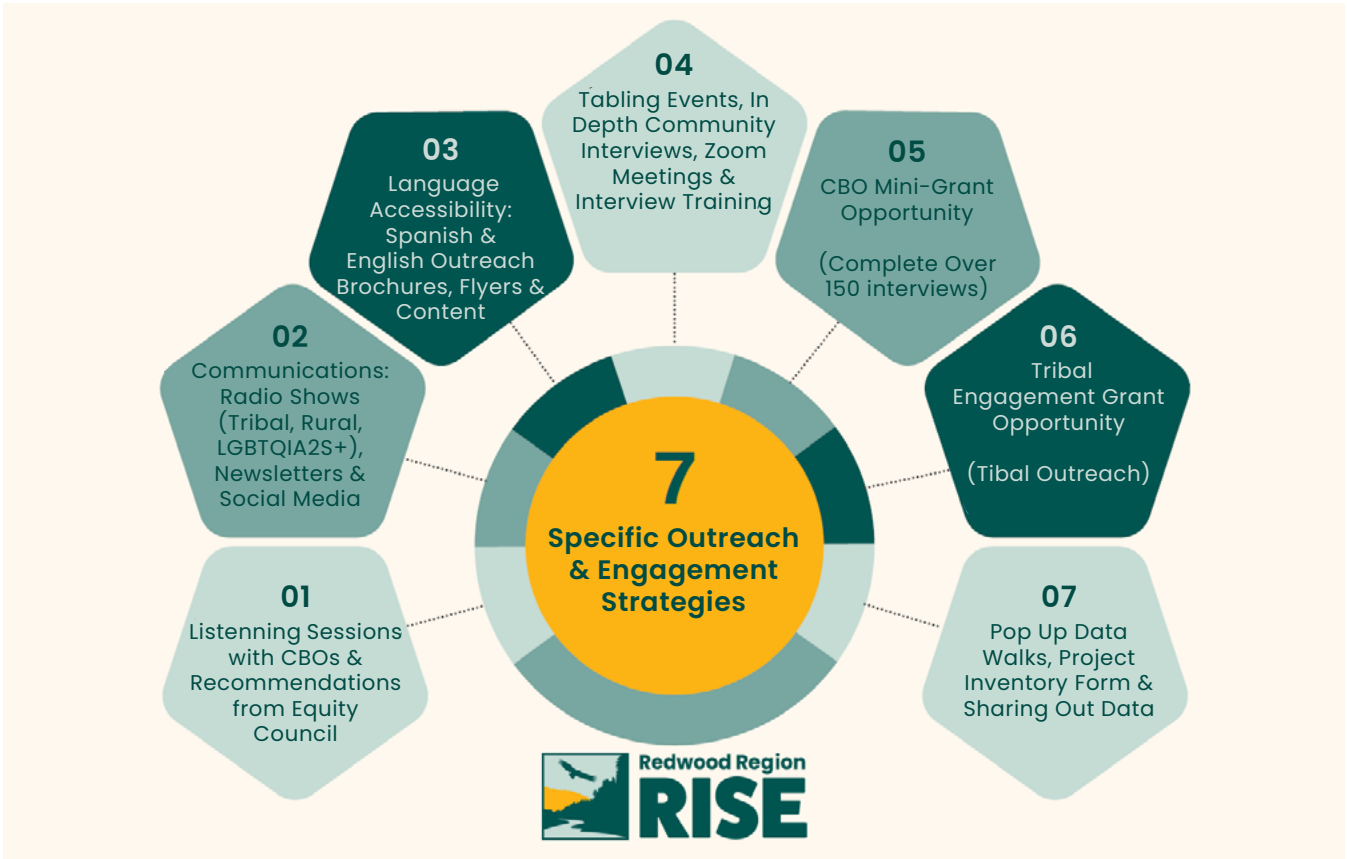 04
Tabling Events, In
Depth Community
Interviews, Zoom
Meetings &
Interview Training
03
Language
Accessibility:
Spanish &
English Outreach
Brochures, Flyers &
Content
05
CBO Mini-Grant
Opportunity
(Complete Over
150 interviews)
02
Communications:
Radio Shows
(Tribal, Rural,
LGBTQIA2S+),
Newsletters &
Social Media
06
Tribal
Engagement Grant
Opportunity
(Tibal Outreach)
7
Specific Outreach
& Engagement
Strategies
01
Listenning Sessions
with CBOs &
Recommendations
from Equity
Council
07
Pop Up Data
Walks, Project
Inventory Form &
Sharing Out Data
Redwood Region
RISE